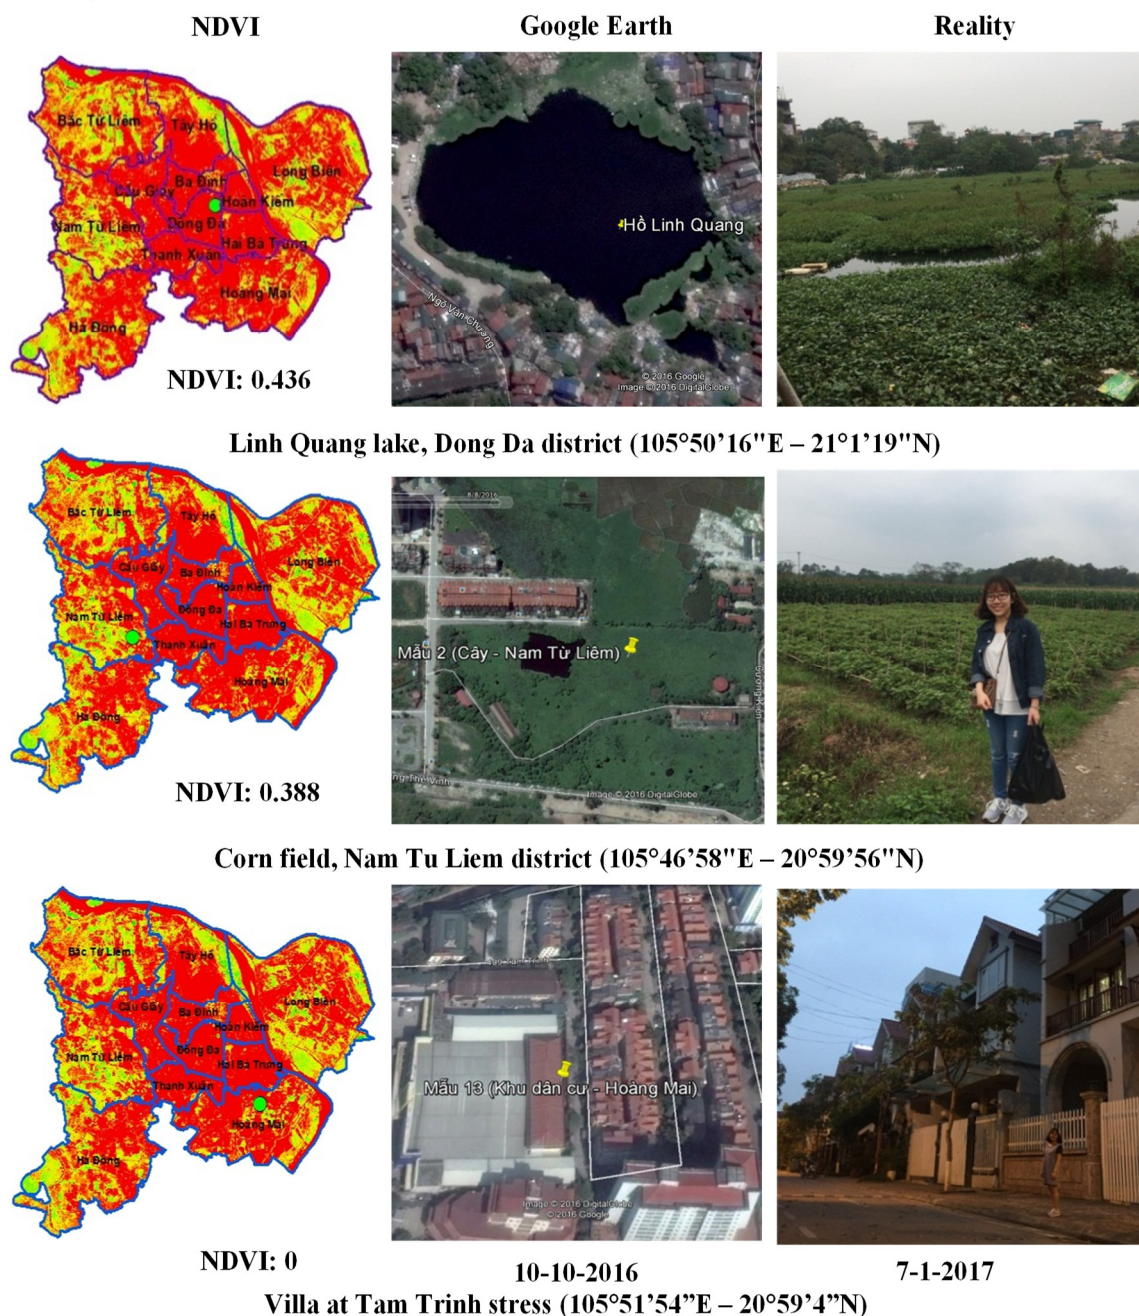 NDVI
Google Earth
Reality
Bắc Từ Liêm
Tây Hồ
Long Biên
Ba Đình
Cầu Giấy
Hoàn Kiếm
Nam Từ Liêm
Đống Đa
Hai Bà Trưng
Thanh Xuân
Hoàng Mai
Hà Đông
NDVI: 0.436
Hồ Linh Quang
Ngõ Văn Chương
© 2016 Google
Image © 2016 DigitalGlobe
Linh Quang lake, Dong Da district (105°50’16"E – 21°1’19"N)
Bắc Từ Liêm
Tây Hồ
Long Biên
Cầu Giấy
Ba Đình
Hoàn Kiếm
Đống Đa
Nam Từ Liêm
Hai Bà Trưng
Thanh Xuân
Hoàng Mai
Hà Đông
NDVI: 0.388
8/8/2016
Mẫu 2 (Cây - Nam Từ Liêm)
ng Thế Vinh
Image © 2016 DigitalGlobe
Corn field, Nam Tu Liem district (105°46’58"E – 20°59’56"N)
Bắc Từ Liêm
Tây Hồ
Long Biên
Cầu Giấy
Ba Đình
Hoàn Kiếm
Đống Đa
Nam Từ Liêm
Hai Bà Trưng
Thanh Xuân
Hoàng Mai
Hà Đông
NDVI: 0
Tam Trinh
Mẫu 13 (Khu dân cư - Hoàng Mai)
Image © 2016 DigitalGlobe
© 2016 Google
10-10-2016
7-1-2017
Villa at Tam Trinh stress (105°51’54”E – 20°59’4”N)